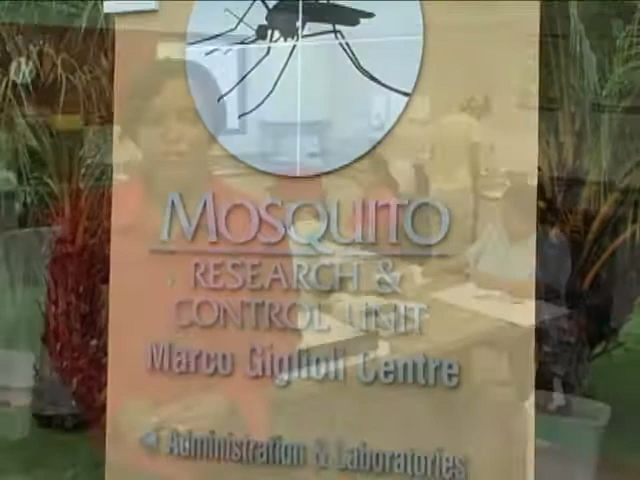 MOSQUITO
RESEARCH &
CONTROL UNIT
Marco Giglioli Centre
Administration & Laboratories